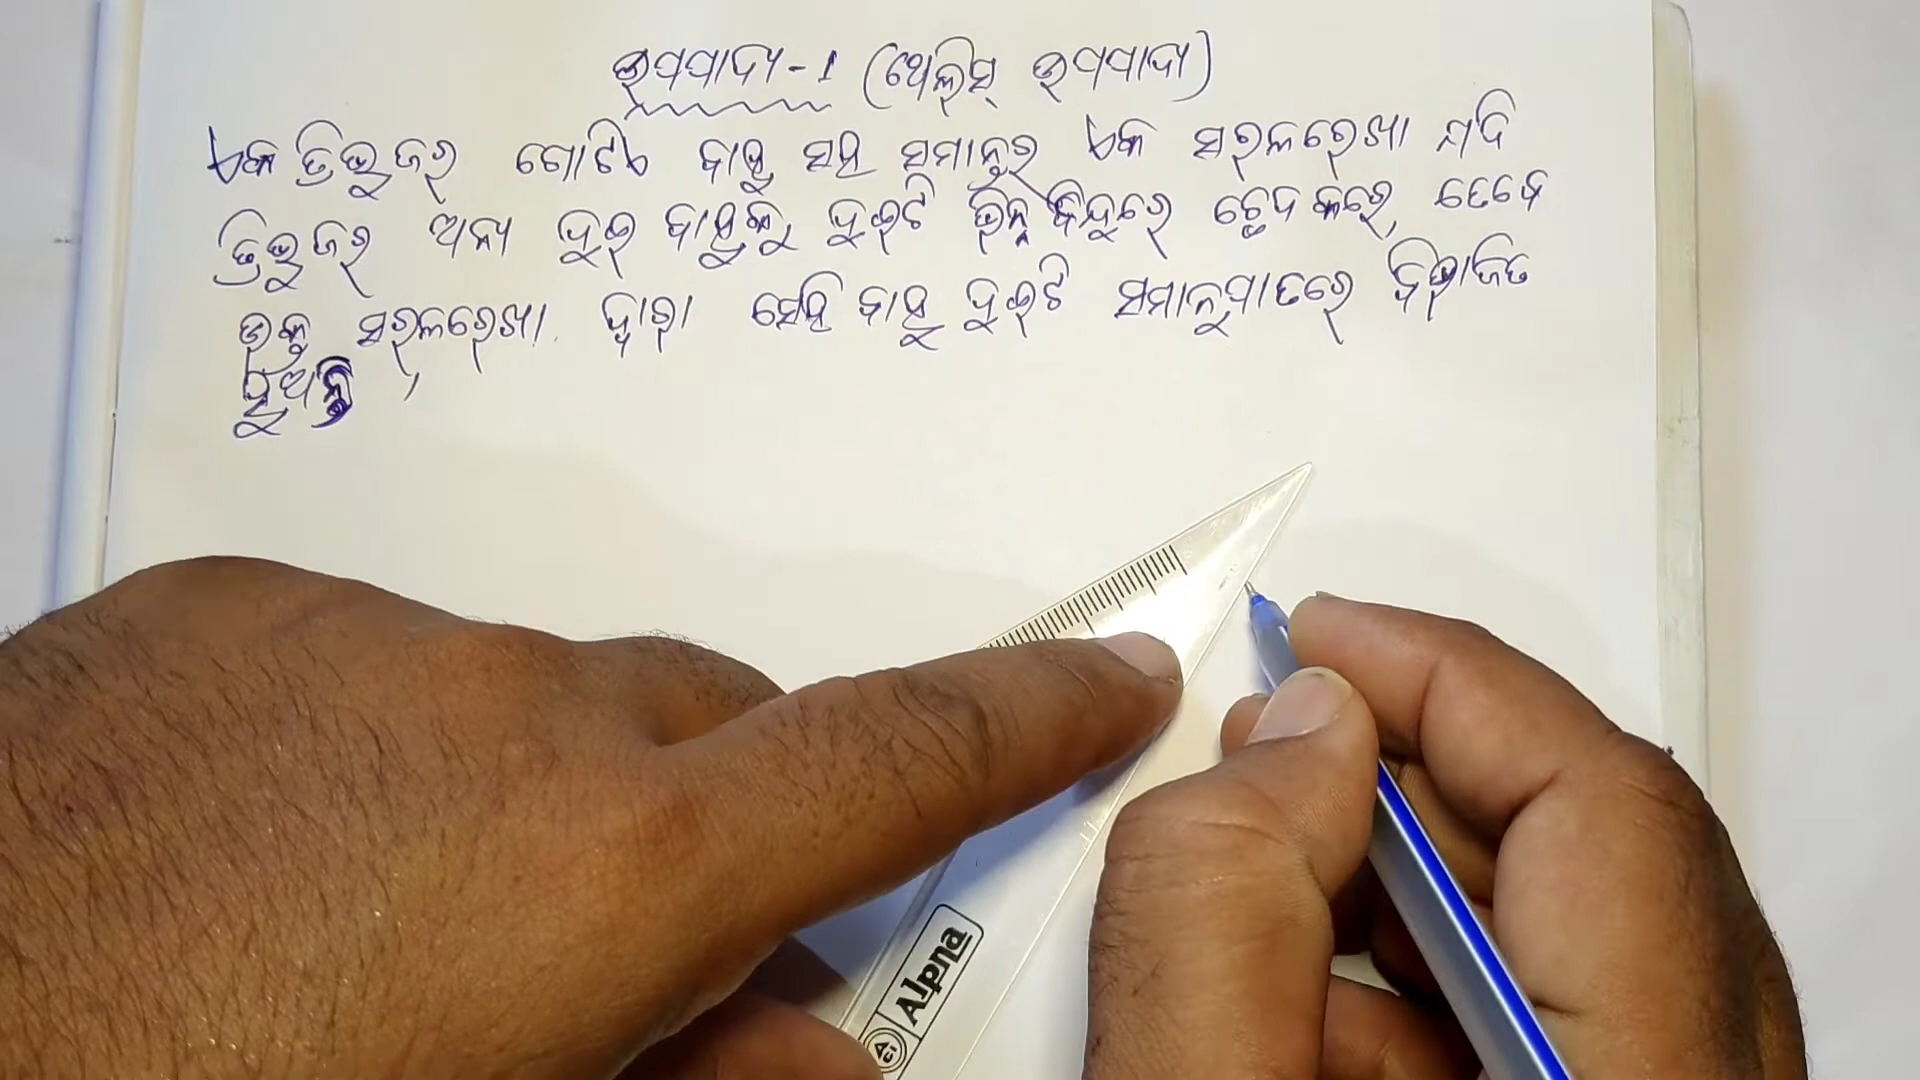 ଉପପାଦ୍ୟ-1 (ଥେଲିସ୍ ଉପପାଦ୍ୟ)
ଏକ ତ୍ରିଭୁଜର ଗୋଟିଏ ବାହୁ ସହ ସମାନ୍ତର ଏକ ସରଳରେଖା ଯଦି
ତ୍ରିଭୁଜର ଅନ୍ୟ ଦୁଇ ବାହୁକୁ ଦୁଇଟି ଭିନ୍ନ ବିନ୍ଦୁରେ ଛେଦ କରେ, ତେବେ
ଉକ୍ତ ସରଳରେଖା ଦ୍ୱାରା ସେହି ବାହୁ ଦୁଇଟି ସମାନୁପାତରେ ବିଭାଜିତ
ହୁଅନ୍ତି,
Alpna